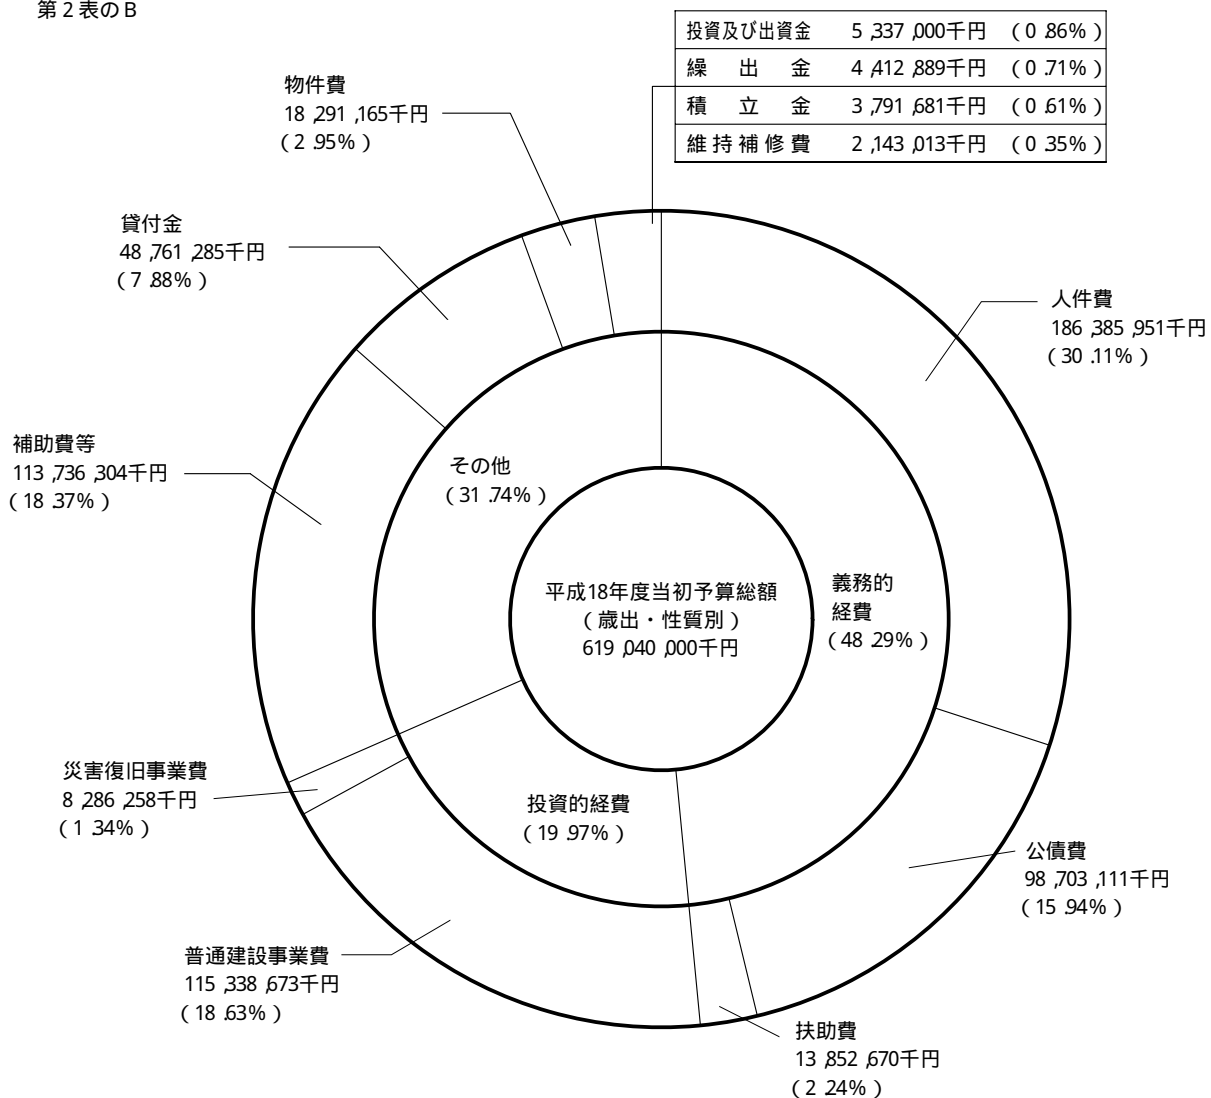 第2表のB
投資及び出資金 5,337,000千円 (0.86%)
繰出金 4,412,889千円 (0.71%)
積立金 3,791,681千円 (0.61%)
維持補修費 2,143,013千円 (0.35%)
物件費
18,291,165千円
(2.95%)
貸付金
48,761,285千円
(7.88%)
人件費
186,385,951千円
(30.11%)
補助費等
113,736,304千円
(18.37%)
その他
(31.74%)
平成18年度当初予算総額
(歳出・性質別)
619,040,000千円
義務的
経費
(48.29%)
災害復旧事業費
8,286,258千円
(1.34%)
投資的経費
(19.97%)
公債費
98,703,111千円
(15.94%)
普通建設事業費
115,338,673千円
(18.63%)
扶助費
13,852,670千円
(2.24%)